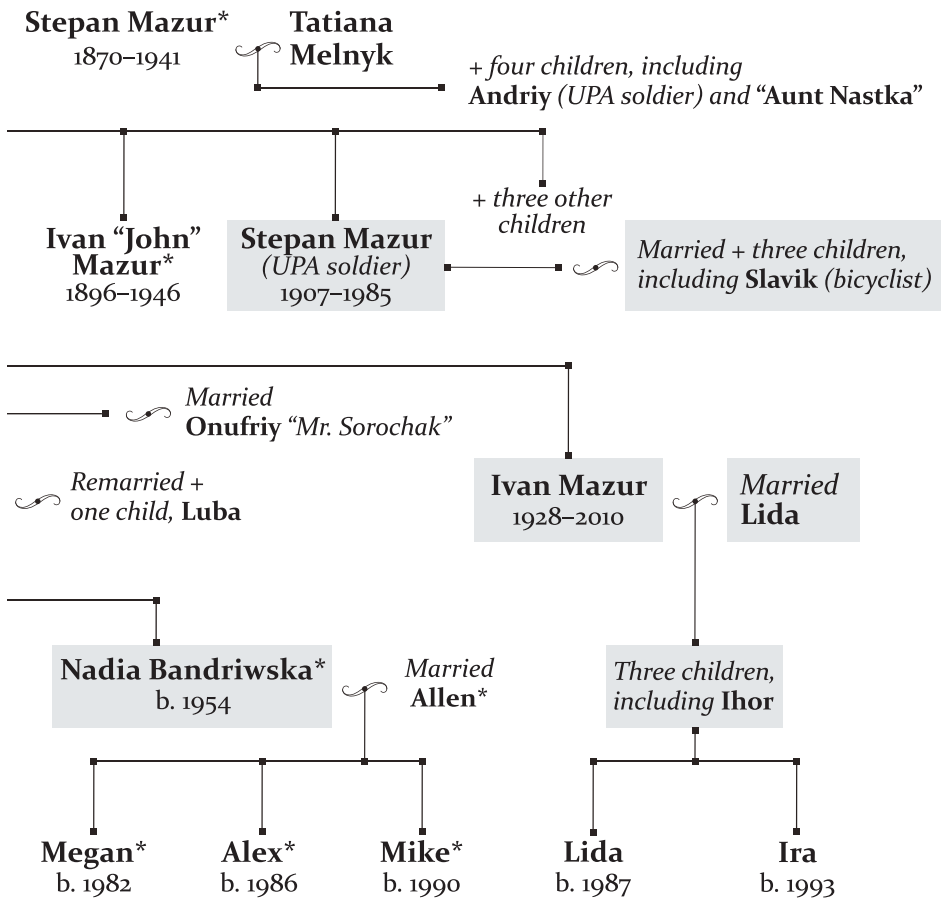 Stepan Mazur*
1870–1941
Tatiana
Melnyk
+ four children, including
Andriy (UPA soldier) and “Aunt Nastka”
Ivan “John”
Mazur*
1896–1946
Stepan Mazur
(UPA soldier)
1907–1985
+ three other
children
Married + three children,
including Slavik (bicyclist)
Married
Onufriy “Mr. Sorochak”
Remarried +
one child, Luba
Ivan Mazur
1928–2010
Married
Lida
Nadia Bandriwska*
b. 1954
Married
Allen*
Three children,
including Ihor
Megan*
b. 1982
Alex*
b. 1986
Mike*
b. 1990
Lida
b. 1987
Ira
b. 1993